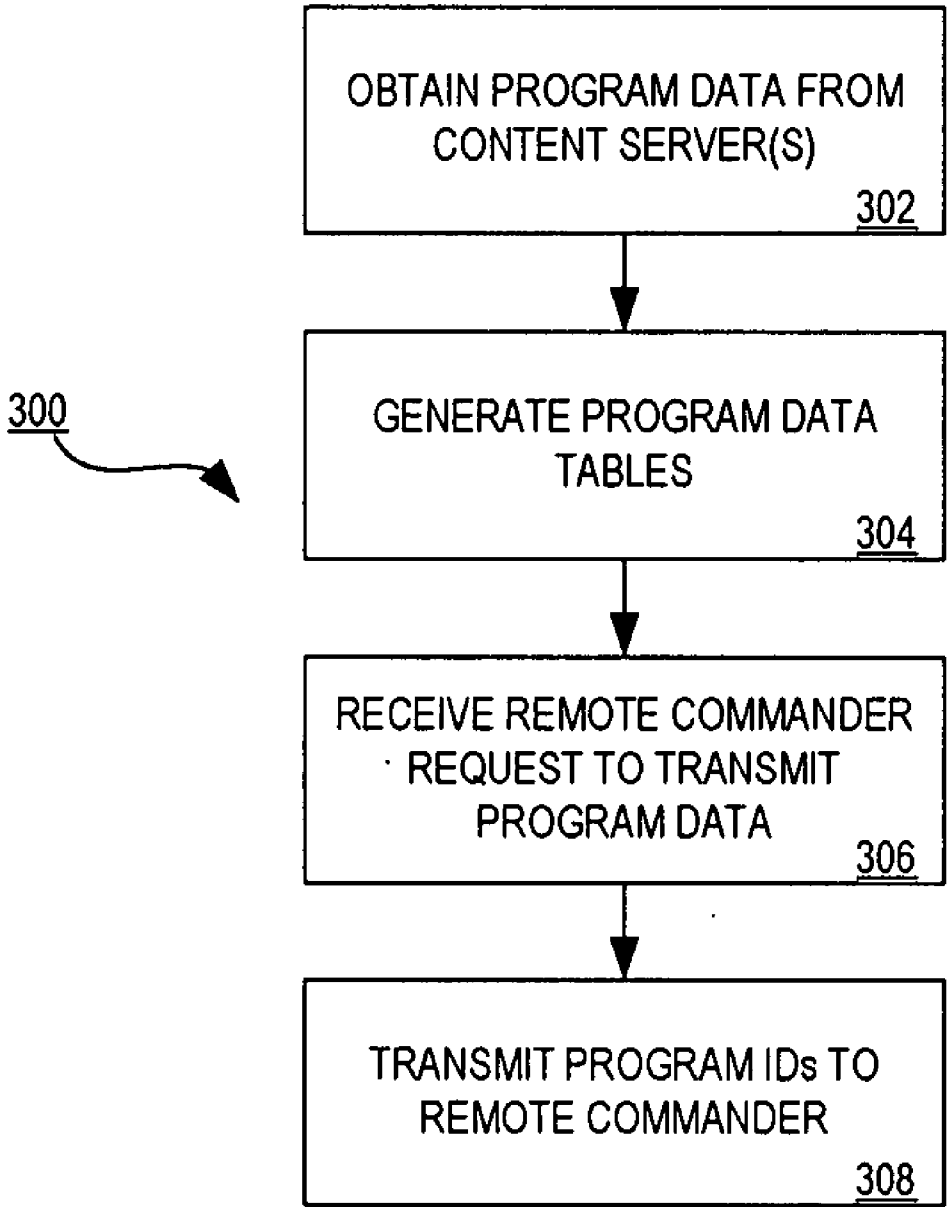 OBTAIN PROGRAM DATA FROM
CONTENT SERVER(S)
302
300
GENERATE PROGRAM DATA
TABLES
304
RECEIVE REMOTE COMMANDER
REQUEST TO TRANSMIT
PROGRAM DATA
306
TRANSMIT PROGRAM IDs TO
REMOTE COMMANDER
308